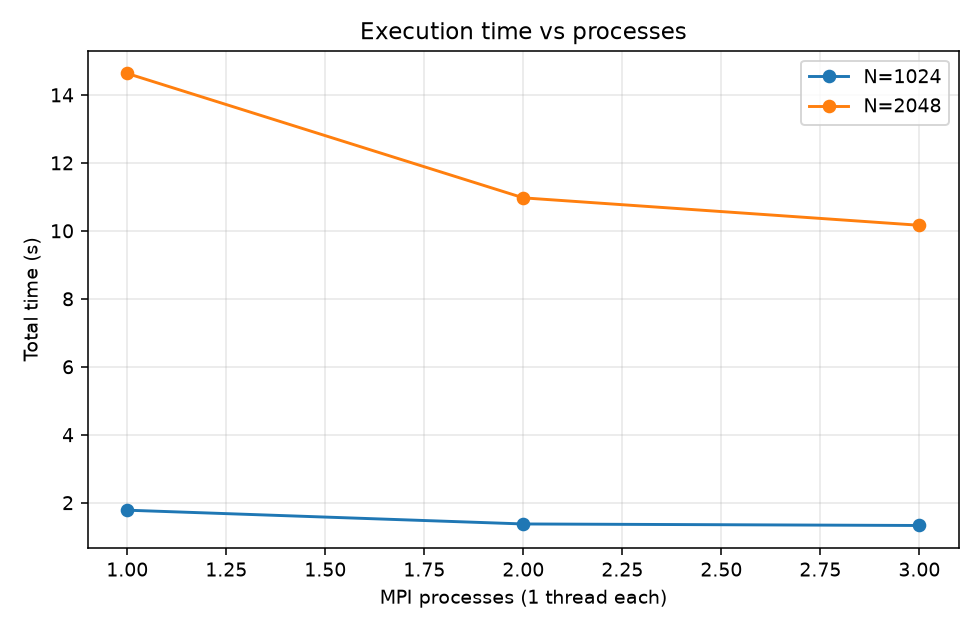 Execution time vs processes
N=1024
N=2048
14
12
10
8
6
4
2
Total time (s)
1.00 1.25 1.50 1.75 2.00 2.25 2.50 2.75 3.00
MPI processes (1 thread each)